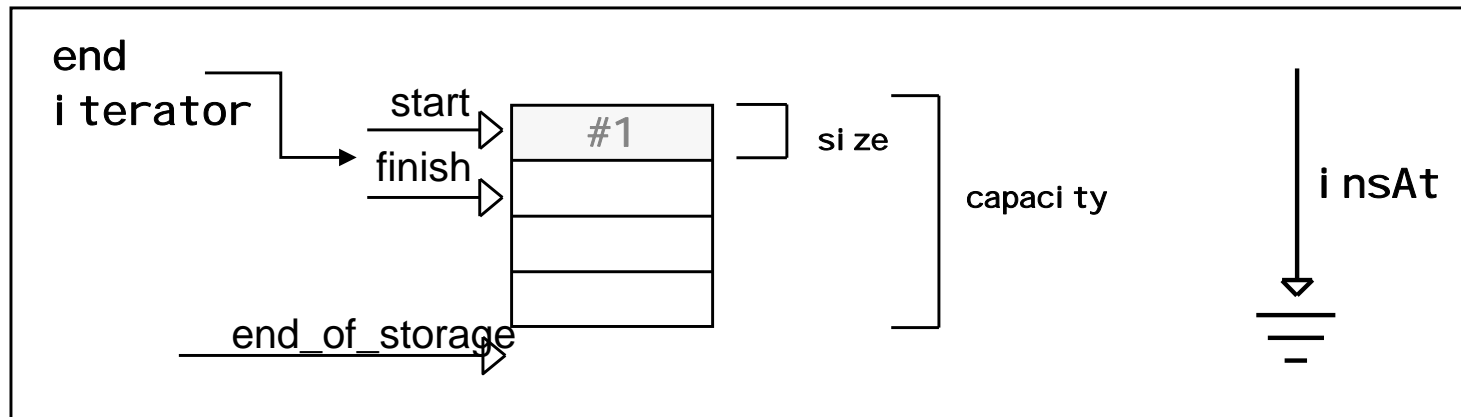 end
iterator
start
#1
size
finish
capacity
insAt
end_of_storage